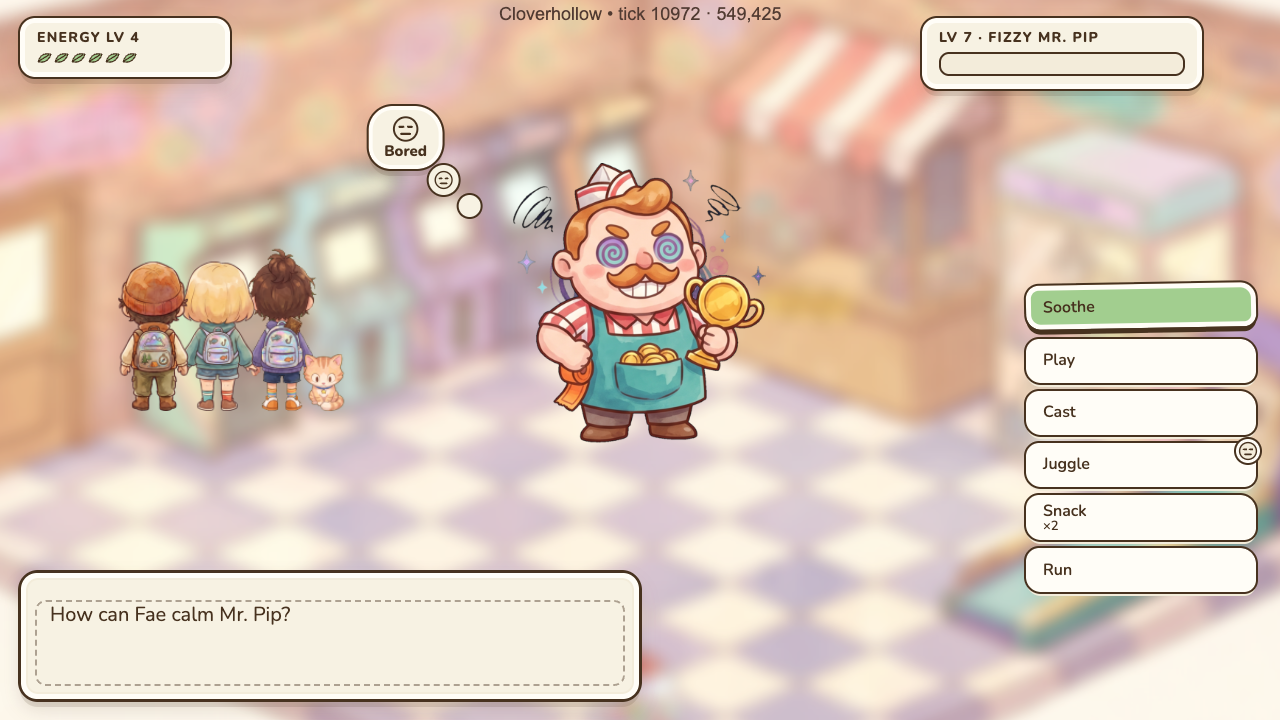 Cloverhollow • tick 10972 · 549,425
ENERGY LV 4
LV 7 · FIZZY MR. PIP
Bored
Soothe
Play
Cast
Juggle
Snack
×2
Run
How can Fae calm Mr. Pip?